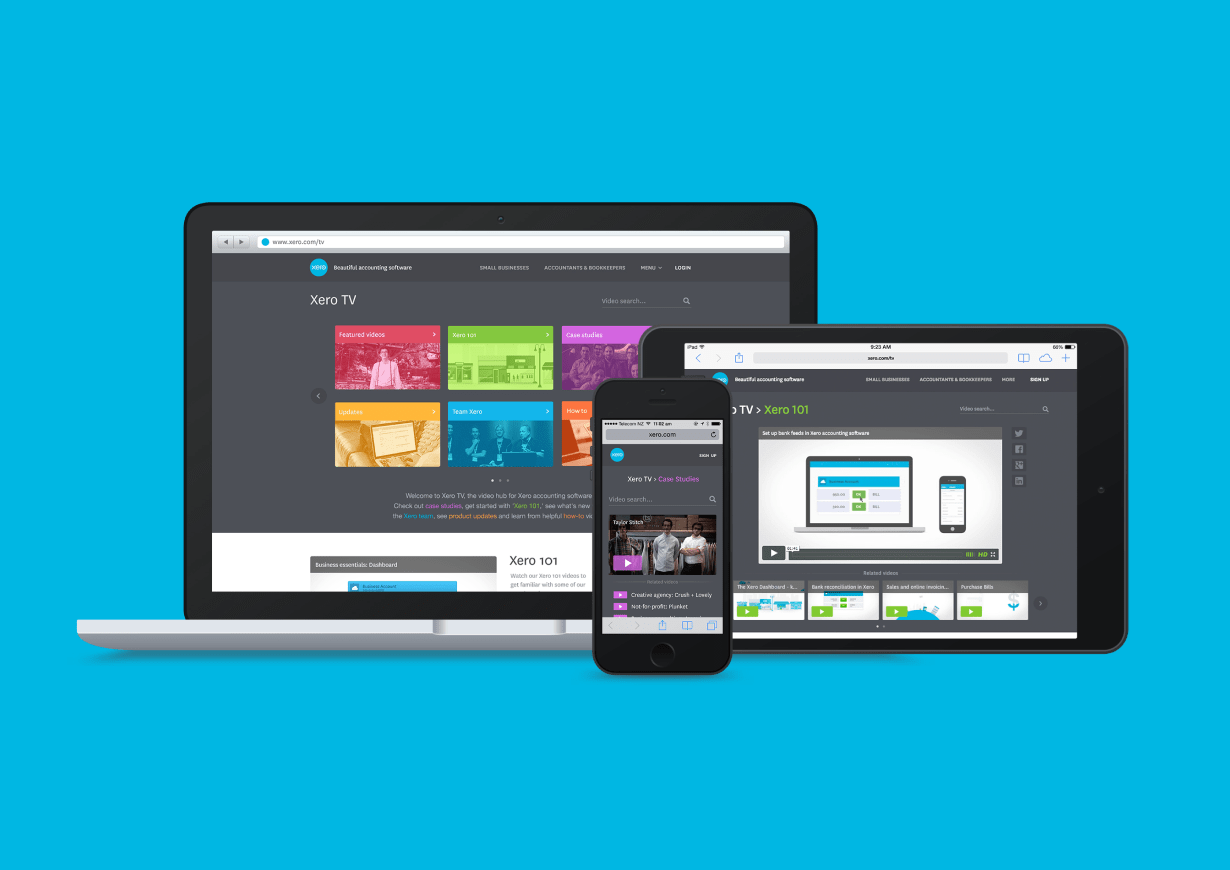 www.xero.com/tv
xero
Beautiful accounting software
SMALL BUSINESSES
ACCOUNTANTS & BOOKKEEPERS
MENU
LOGIN
Xero TV
Video search...
Featured videos
Xero 101
Case studies
Updates
Team Xero
How to
Welcome to Xero TV, the video hub for Xero accounting software
Check out case studies, get started with 'Xero 101,' see what's new
the Xero team, see product updates and learn from helpful how-to vi
Business essentials: Dashboard
Business Account
Xero 101
Watch our Xero 101 videos to
get familiar with some of our
Telecom NZ
11:02 am
xero.com
xero
SIGN UP
Xero TV > Case Studies
Video search...
Taylor Stitch
Related videos
Creative agency: Crush + Lovely
Not-for-profit: Plunket
iPad
9:23 AM
66%
xero.com/tv
xero
Beautiful accounting software
SMALL BUSINESSES
ACCOUNTANTS & BOOKKEEPERS
MORE
SIGN UP
o TV > Xero 101
Video search...
Set up bank feeds in Xero accounting software
Business Account
OK
BILL
OK
BILL
01:41
HD
Related videos
The Xero Dashboard - k...
Bank reconciliation in Xero
Sales and online invoicin...
Purchase Bills